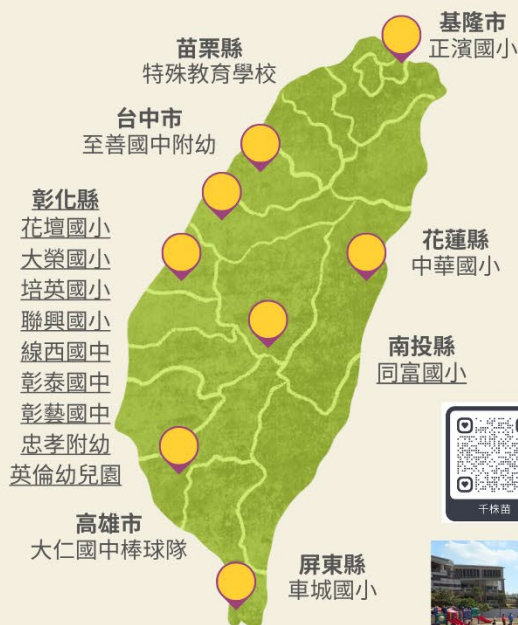 基隆市
正濱國小
苗栗縣
特殊教育學校
台中市
至善國中附幼
彰化縣
花壇國小
大榮國小
培英國小
聯興國小
線西國中
彰泰國中
彰藝國中
忠孝附幼
英倫幼兒園
花蓮縣
中華國小
南投縣
同富國小
千株苗
高雄市
大仁國中棒球隊
屏東縣
車城國小